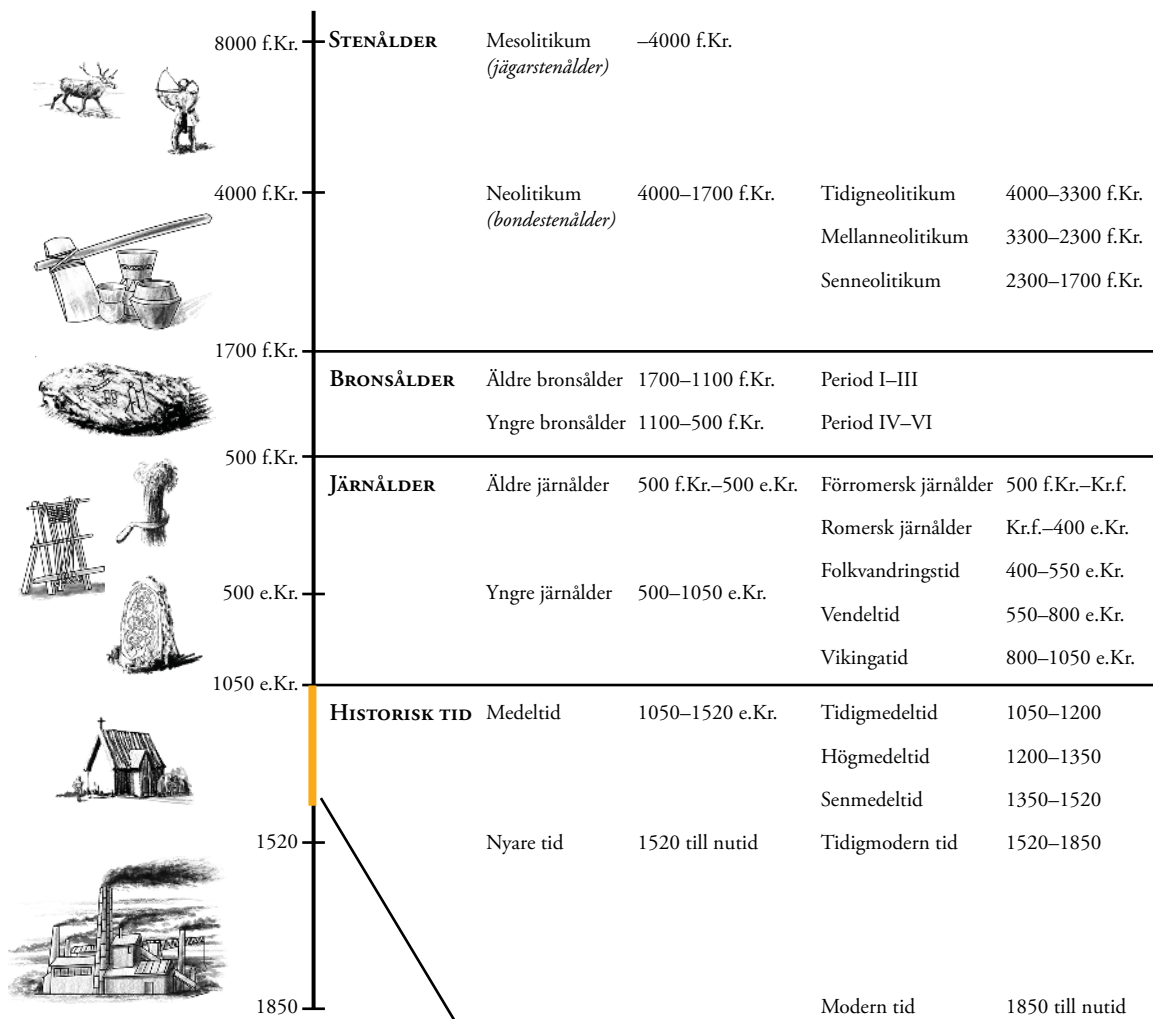 8000 f.Kr. STENÅLDER Mesolitikum –4000 f.Kr.
(jägarstenålder)
4000 f.Kr. Neolitikum 4000–1700 f.Kr. Tidigneolitikum 4000–3300 f.Kr.
(bondestenålder)
Mellanneolitikum 3300–2300 f.Kr.
Senneolitikum 2300–1700 f.Kr.
1700 f.Kr.
BRONSÅLDER Äldre bronsålder 1700–1100 f.Kr. Period I–III
Yngre bronsålder 1100–500 f.Kr. Period IV–VI
500 f.Kr.
JÄRNÅLDER Äldre järnålder 500 f.Kr.–500 e.Kr. Förromersk järnålder 500 f.Kr.–Kr.f.
Romersk järnålder Kr.f.–400 e.Kr.
Folkvandringstid 400–550 e.Kr.
500 e.Kr. Yngre järnålder 500–1050 e.Kr.
Vendeltid 550–800 e.Kr.
Vikingatid 800–1050 e.Kr.
1050 e.Kr.
HISTORISK TID Medeltid 1050–1520 e.Kr. Tidigmedeltid 1050–1200
Högmedeltid 1200–1350
Senmedeltid 1350–1520
1520 Nyare tid 1520 till nutid Tidigmodern tid 1520–1850
1850 Modern tid 1850 till nutid